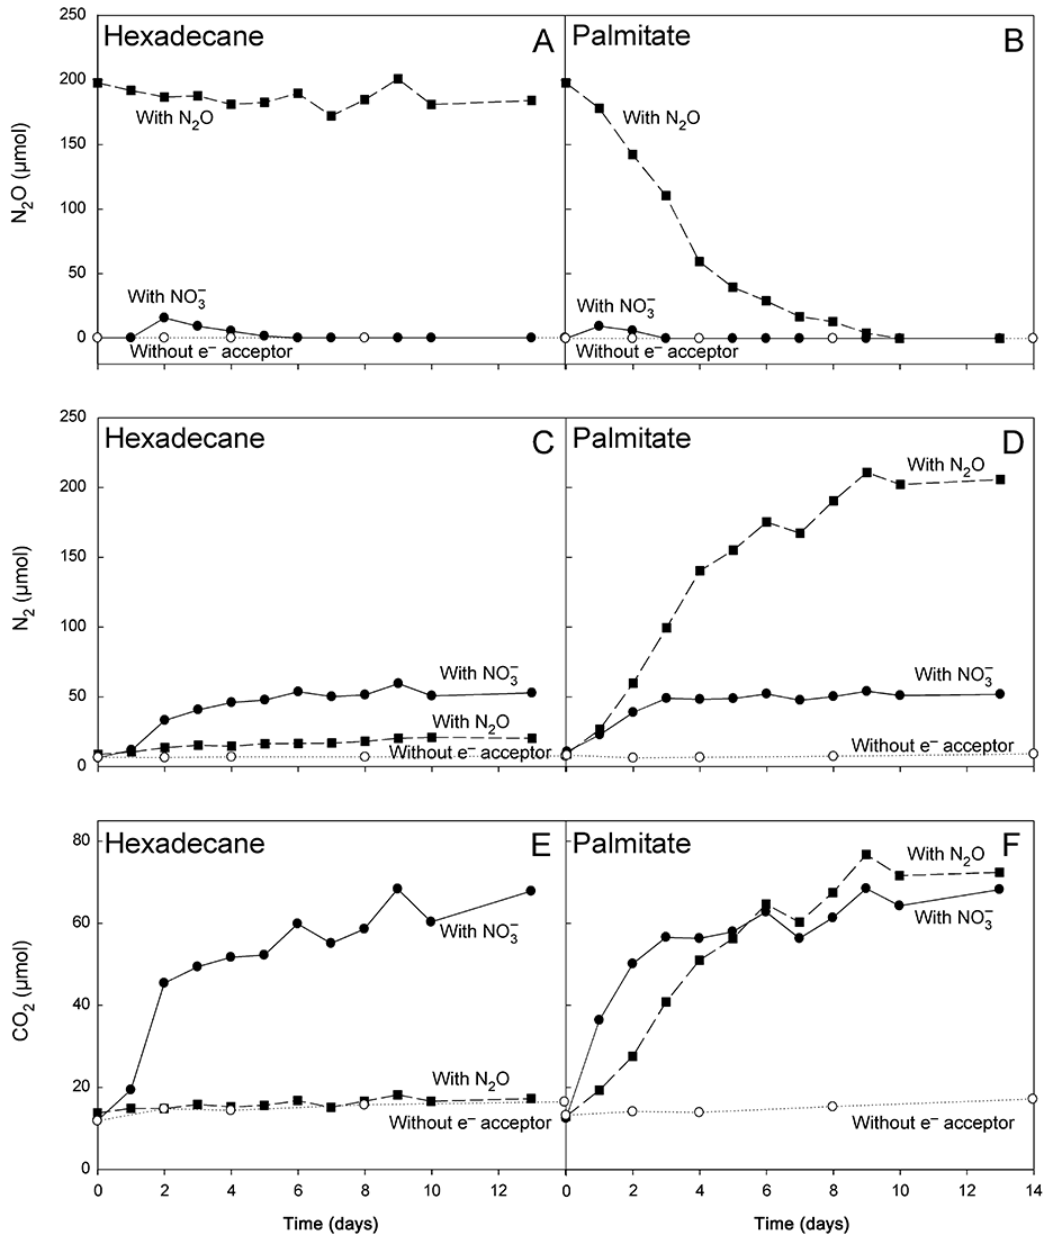 Hexadecane A Palmitate B
250
200
150
100
50
0
N₂O (µmol)
With N₂O
With N₂O
With NO₃⁻
With NO₃⁻
Without e⁻ acceptor
Without e⁻ acceptor
Hexadecane C Palmitate D
250
200
150
100
50
0
N₂ (µmol)
With N₂O
With NO₃⁻
With NO₃⁻
With N₂O
Without e⁻ acceptor
Without e⁻ acceptor
Hexadecane E Palmitate F
80
60
40
20
0
CO₂ (µmol)
With N₂O
With NO₃⁻
With NO₃⁻
With N₂O
Without e⁻ acceptor
Without e⁻ acceptor
0 2 4 6 8 10 12 0 2 4 6 8 10 12 14
Time (days) Time (days)